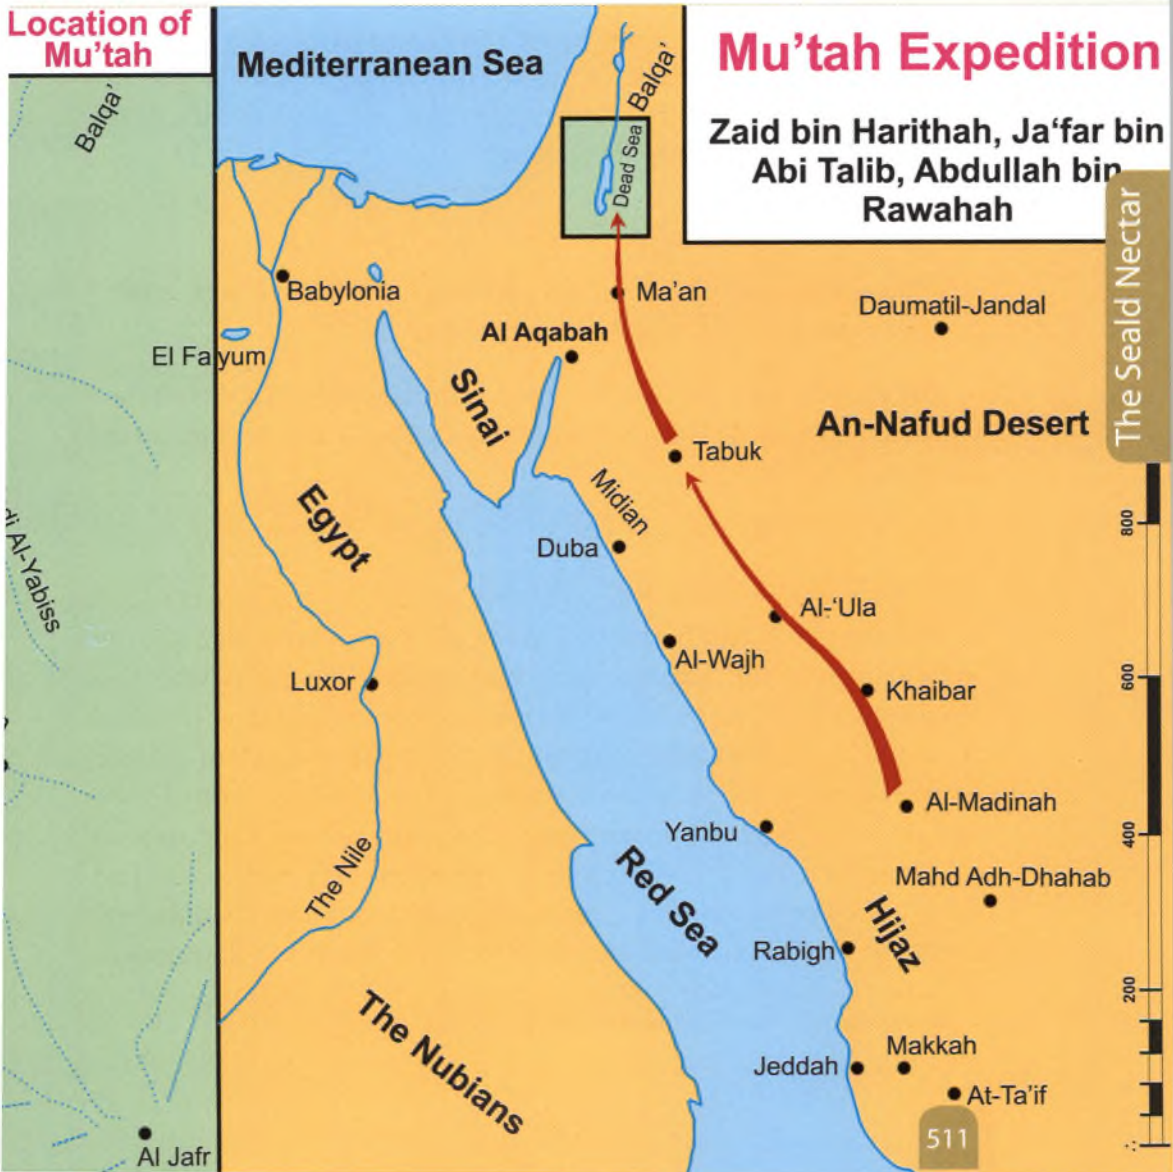 Location of
Mu'tah
Mu'tah Expedition
Zaid bin Harithah, Ja‘far bin
Abi Talib, Abdullah bin
Rawahah
The Seald Nectar
Mediterranean Sea
Balqa'
Balqa'
Dead Sea
Babylonia
Ma'an
Daumatil-Jandal
Al Aqabah
El Faiyum
Sinai
An-Nafud Desert
Tabuk
Midian
Egypt
Duba
800
di Al-Yabiss
Al-‘Ula
Al-Wajh
Luxor
Khaibar
600
Al-Madinah
Yanbu
400
The Nile
Red Sea
Mahd Adh-Dhahab
Hijaz
Rabigh
200
The Nubians
Makkah
Jeddah
At-Ta'if
511
Al Jafr